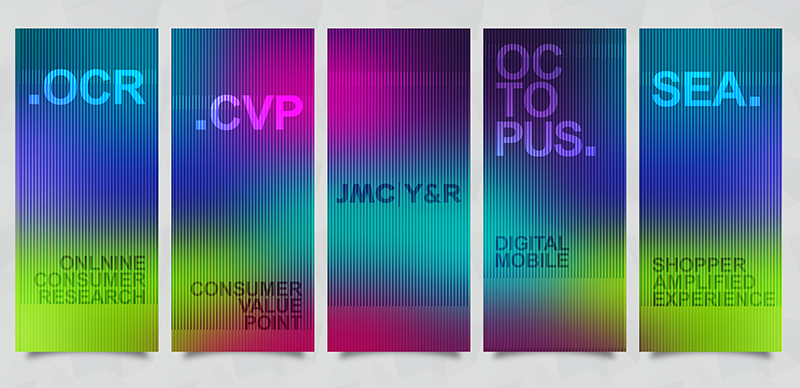 .OCR
ONLNINE
CONSUMER
RESEARCH
.CVP
CONSUMER
VALUE
POINT
JMC|Y&R
OC
TO
PUS.
DIGITAL
MOBILE
SEA.
SHOPPER
AMPLIFIED
EXPERIENCE